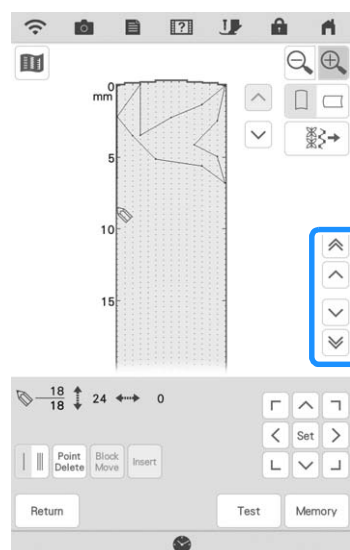 0
mm
5
10
15
18
18
24
0
Point
Delete
Block
Move
Insert
Set
Return
Test
Memory